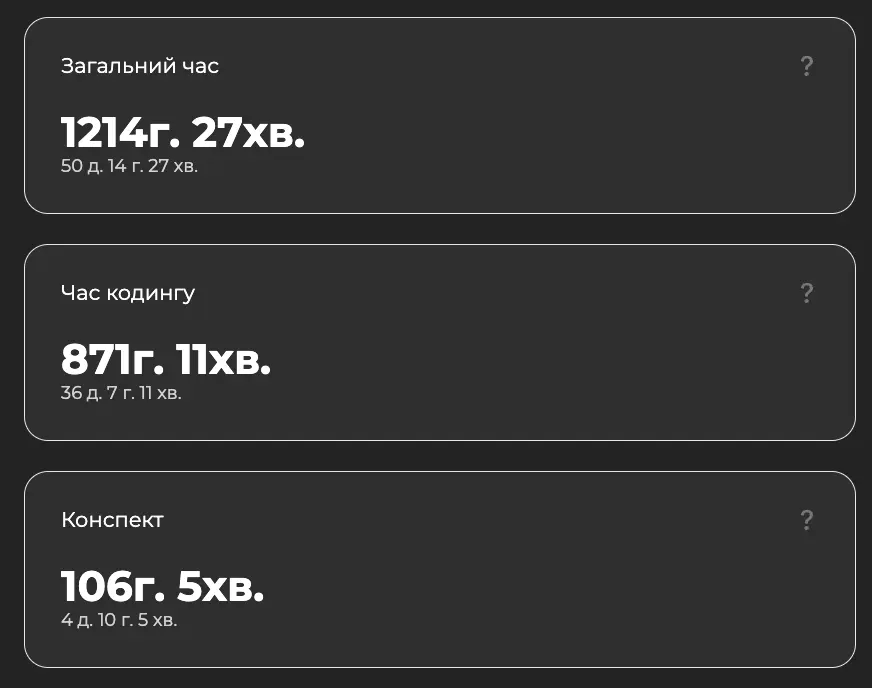 Загальний час
?
1214г. 27хв.
50 д. 14 г. 27 хв.
Час кодингу
?
871г. 11хв.
36 д. 7 г. 11 хв.
Конспект
?
106г. 5хв.
4 д. 10 г. 5 хв.